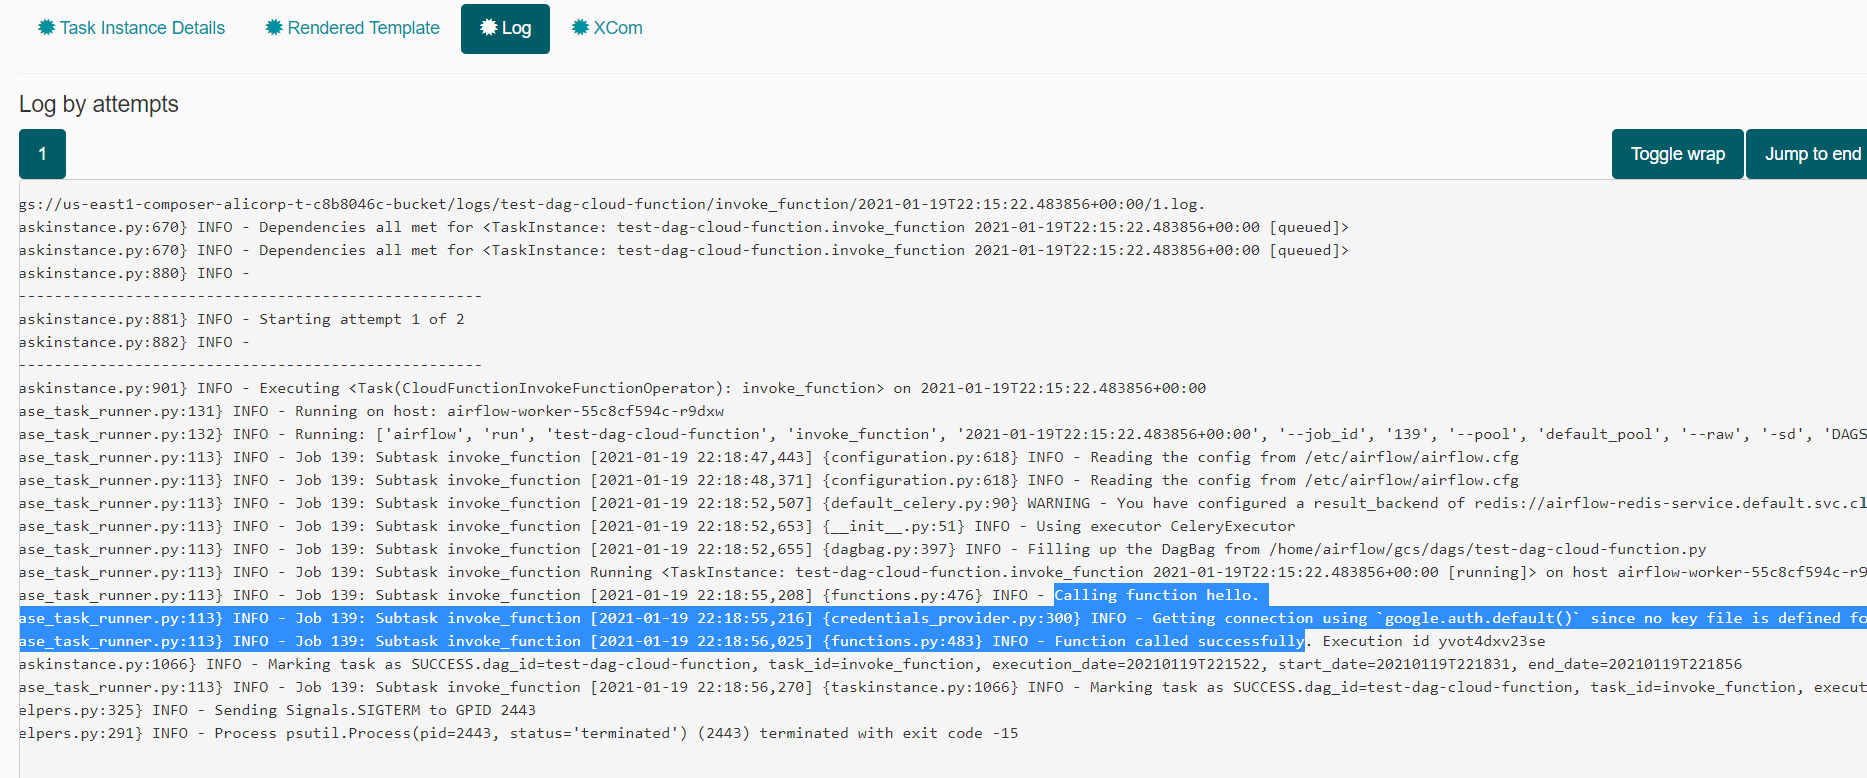 Task Instance Details Rendered Template Log XCom
Log by attempts
1 Toggle wrap Jump to end
gs://us-east1-composer-alicorp-t-c8b8046c-bucket/logs/test-dag-cloud-function/invoke_function/2021-01-19T22:15:22.483856+00:00/1.log.
askinstance.py:670} INFO - Dependencies all met for <TaskInstance: test-dag-cloud-function.invoke_function 2021-01-19T22:15:22.483856+00:00 [queued]>
askinstance.py:670} INFO - Dependencies all met for <TaskInstance: test-dag-cloud-function.invoke_function 2021-01-19T22:15:22.483856+00:00 [queued]>
askinstance.py:880} INFO -
----------------------------------------------------
askinstance.py:881} INFO - Starting attempt 1 of 2
askinstance.py:882} INFO -
----------------------------------------------------
askinstance.py:901} INFO - Executing <Task(CloudFunctionInvokeFunctionOperator): invoke_function> on 2021-01-19T22:15:22.483856+00:00
ase_task_runner.py:131} INFO - Running on host: airflow-worker-55c8cf594c-r9dxw
ase_task_runner.py:132} INFO - Running: ['airflow', 'run', 'test-dag-cloud-function', 'invoke_function', '2021-01-19T22:15:22.483856+00:00', '--job_id', '139', '--pool', 'default_pool', '--raw', '-sd', 'DAGS
ase_task_runner.py:113} INFO - Job 139: Subtask invoke_function [2021-01-19 22:18:47,443] {configuration.py:618} INFO - Reading the config from /etc/airflow/airflow.cfg
ase_task_runner.py:113} INFO - Job 139: Subtask invoke_function [2021-01-19 22:18:48,371] {configuration.py:618} INFO - Reading the config from /etc/airflow/airflow.cfg
ase_task_runner.py:113} INFO - Job 139: Subtask invoke_function [2021-01-19 22:18:52,507] {default_celery.py:90} WARNING - You have configured a result_backend of redis://airflow-redis-service.default.svc.cl
ase_task_runner.py:113} INFO - Job 139: Subtask invoke_function [2021-01-19 22:18:52,653] {__init__.py:51} INFO - Using executor CeleryExecutor
ase_task_runner.py:113} INFO - Job 139: Subtask invoke_function [2021-01-19 22:18:52,655] {dagbag.py:397} INFO - Filling up the DagBag from /home/airflow/gcs/dags/test-dag-cloud-function.py
ase_task_runner.py:113} INFO - Job 139: Subtask invoke_function Running <TaskInstance: test-dag-cloud-function.invoke_function 2021-01-19T22:15:22.483856+00:00 [running]> on host airflow-worker-55c8cf594c-r9
ase_task_runner.py:113} INFO - Job 139: Subtask invoke_function [2021-01-19 22:18:55,208] {functions.py:476} INFO - Calling function hello.
ase_task_runner.py:113} INFO - Job 139: Subtask invoke_function [2021-01-19 22:18:55,216] {credentials_provider.py:300} INFO - Getting connection using `google.auth.default()` since no key file is defined fo
ase_task_runner.py:113} INFO - Job 139: Subtask invoke_function [2021-01-19 22:18:56,025] {functions.py:483} INFO - Function called successfully. Execution id yvot4dxv23se
askinstance.py:1066} INFO - Marking task as SUCCESS.dag_id=test-dag-cloud-function, task_id=invoke_function, execution_date=20210119T221522, start_date=20210119T221831, end_date=20210119T221856
ase_task_runner.py:113} INFO - Job 139: Subtask invoke_function [2021-01-19 22:18:56,270] {taskinstance.py:1066} INFO - Marking task as SUCCESS.dag_id=test-dag-cloud-function, task_id=invoke_function, execut
elpers.py:325} INFO - Sending Signals.SIGTERM to GPID 2443
elpers.py:291} INFO - Process psutil.Process(pid=2443, status='terminated') (2443) terminated with exit code -15